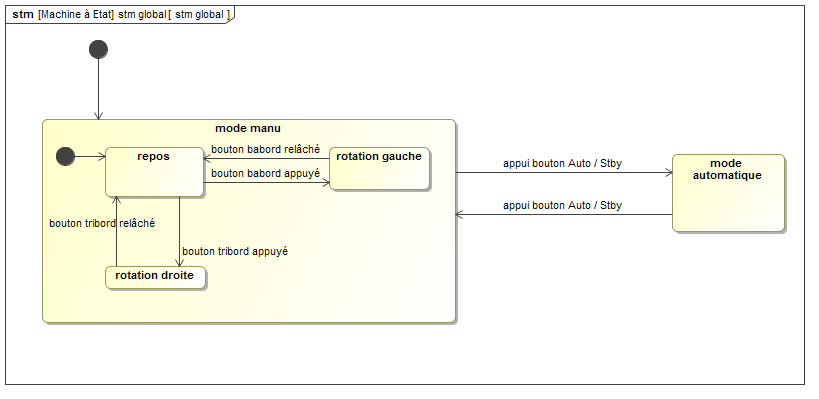 stm [Machine à Etat] stm global [ stm global ]
mode manu
repos
bouton babord relâché
rotation gauche
bouton babord appuyé
appui bouton Auto / Stby
mode
automatique
appui bouton Auto / Stby
bouton tribord relâché
bouton tribord appuyé
rotation droite